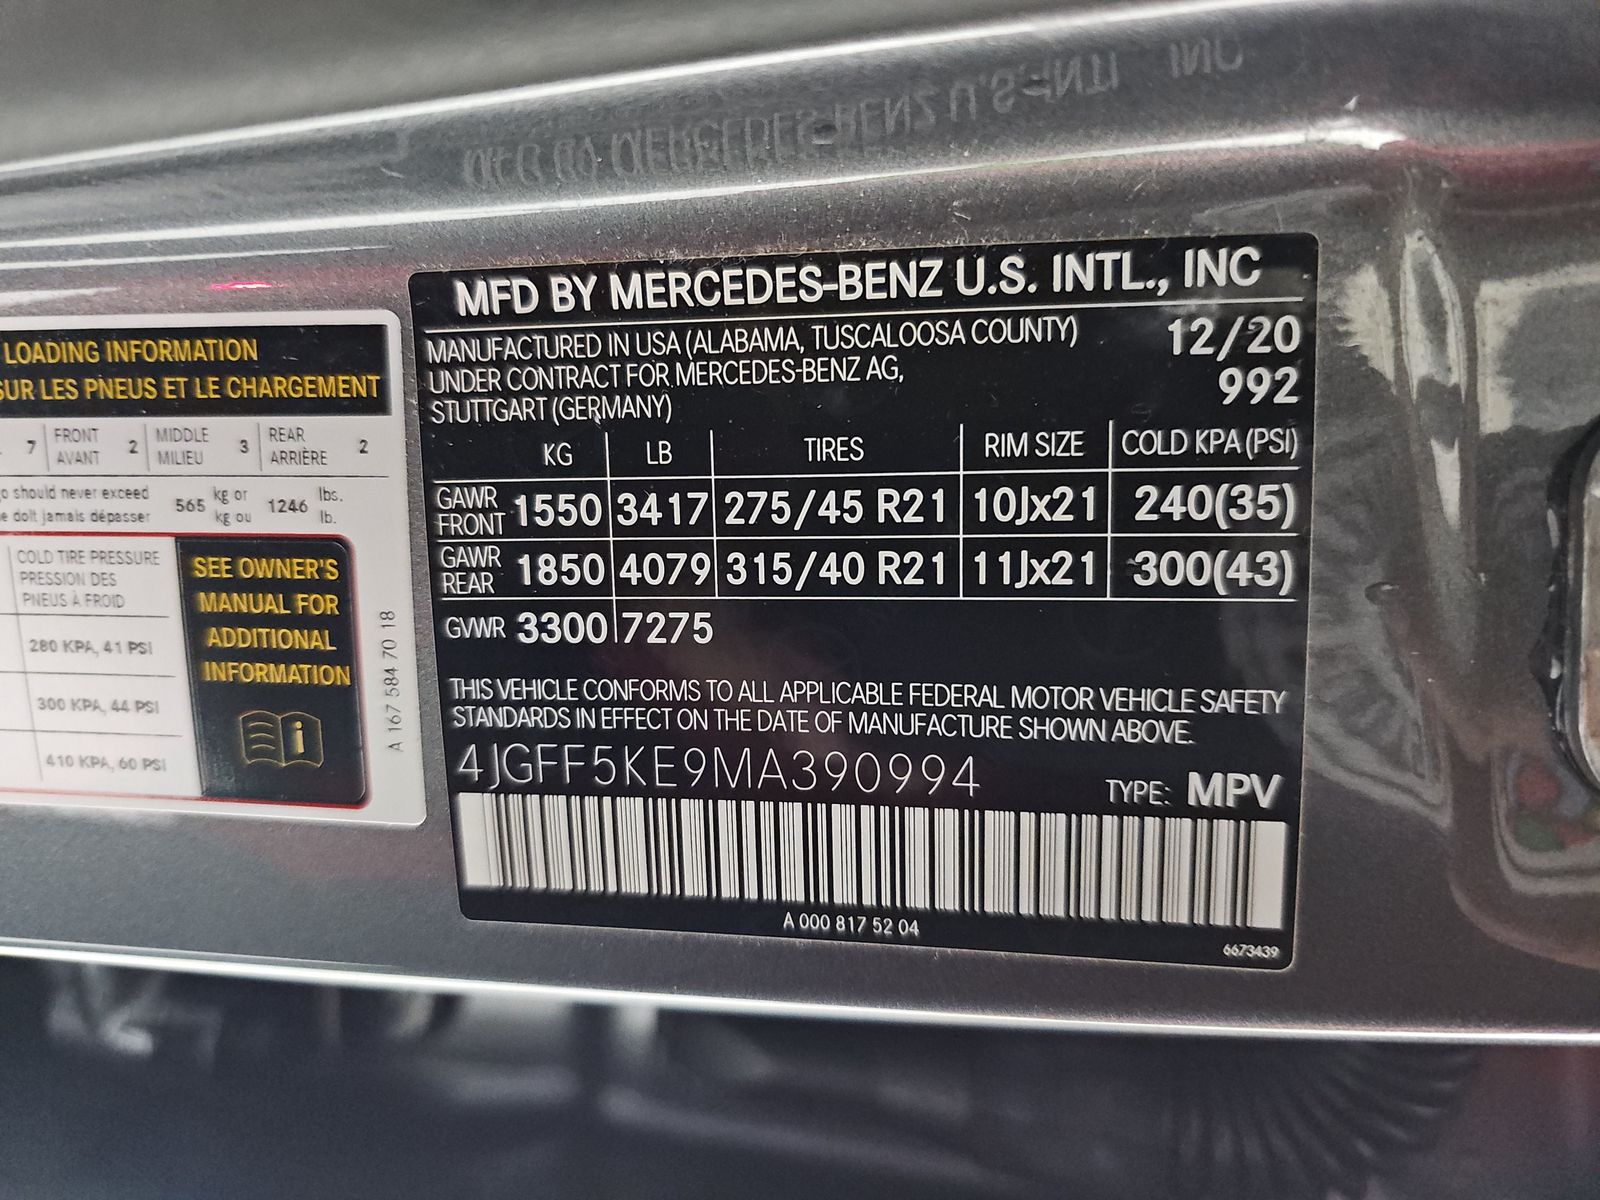 MFD BY MERCEDES-BENZ U.S. INTL., INC
MANUFACTURED IN USA (ALABAMA, TUSCALOOSA COUNTY) 12/20
UNDER CONTRACT FOR MERCEDES-BENZ AG, 992
STUTTGART (GERMANY)
KG LB TIRES RIM SIZE COLD KPA (PSI)
GAWR FRONT 1550 3417 275/45 R21 10Jx21 240(35)
GAWR REAR 1850 4079 315/40 R21 11Jx21 300(43)
GVWR 3300 7275
THIS VEHICLE CONFORMS TO ALL APPLICABLE FEDERAL MOTOR VEHICLE SAFETY
STANDARDS IN EFFECT ON THE DATE OF MANUFACTURE SHOWN ABOVE.
4JGFF5KE9MA390994 TYPE: MPV
A 000 817 52 04
6673439
LOADING INFORMATION
SUR LES PNEUS ET LE CHARGEMENT
7 FRONT AVANT 2 MIDDLE MILIEU 3 REAR ARRIÈRE 2
should never exceed 565 kg or 1246 lbs.
doit jamais dépasser kg ou lb.
COLD TIRE PRESSURE
PRESSION DES
PNEUS À FROID
280 KPA, 41 PSI
300 KPA, 44 PSI
410 KPA, 60 PSI
SEE OWNER'S
MANUAL FOR
ADDITIONAL
INFORMATION
i
A 167 584 70 18